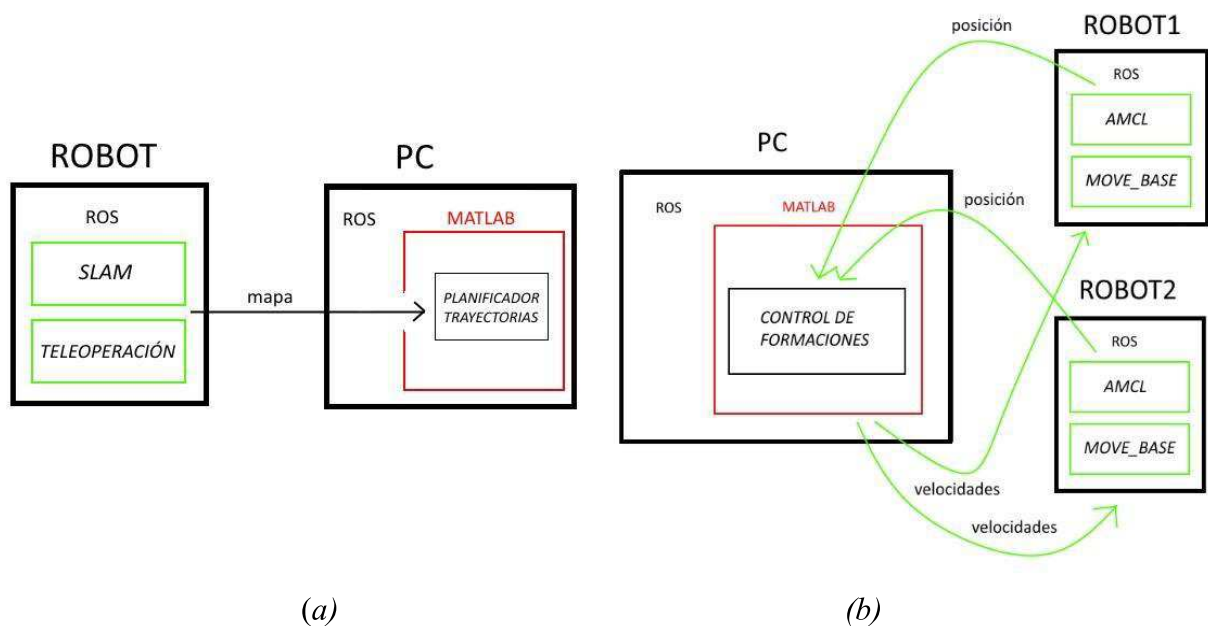 ROBOT
ROS
SLAM
TELEOPERACIÓN
mapa
PC
ROS
MATLAB
PLANIFICADOR
TRAYECTORIAS
(a)
PC
ROS
MATLAB
CONTROL DE
FORMACIONES
posición
posición
velocidades
velocidades
ROBOT1
ROS
AMCL
MOVE_BASE
ROBOT2
ROS
AMCL
MOVE_BASE
(b)